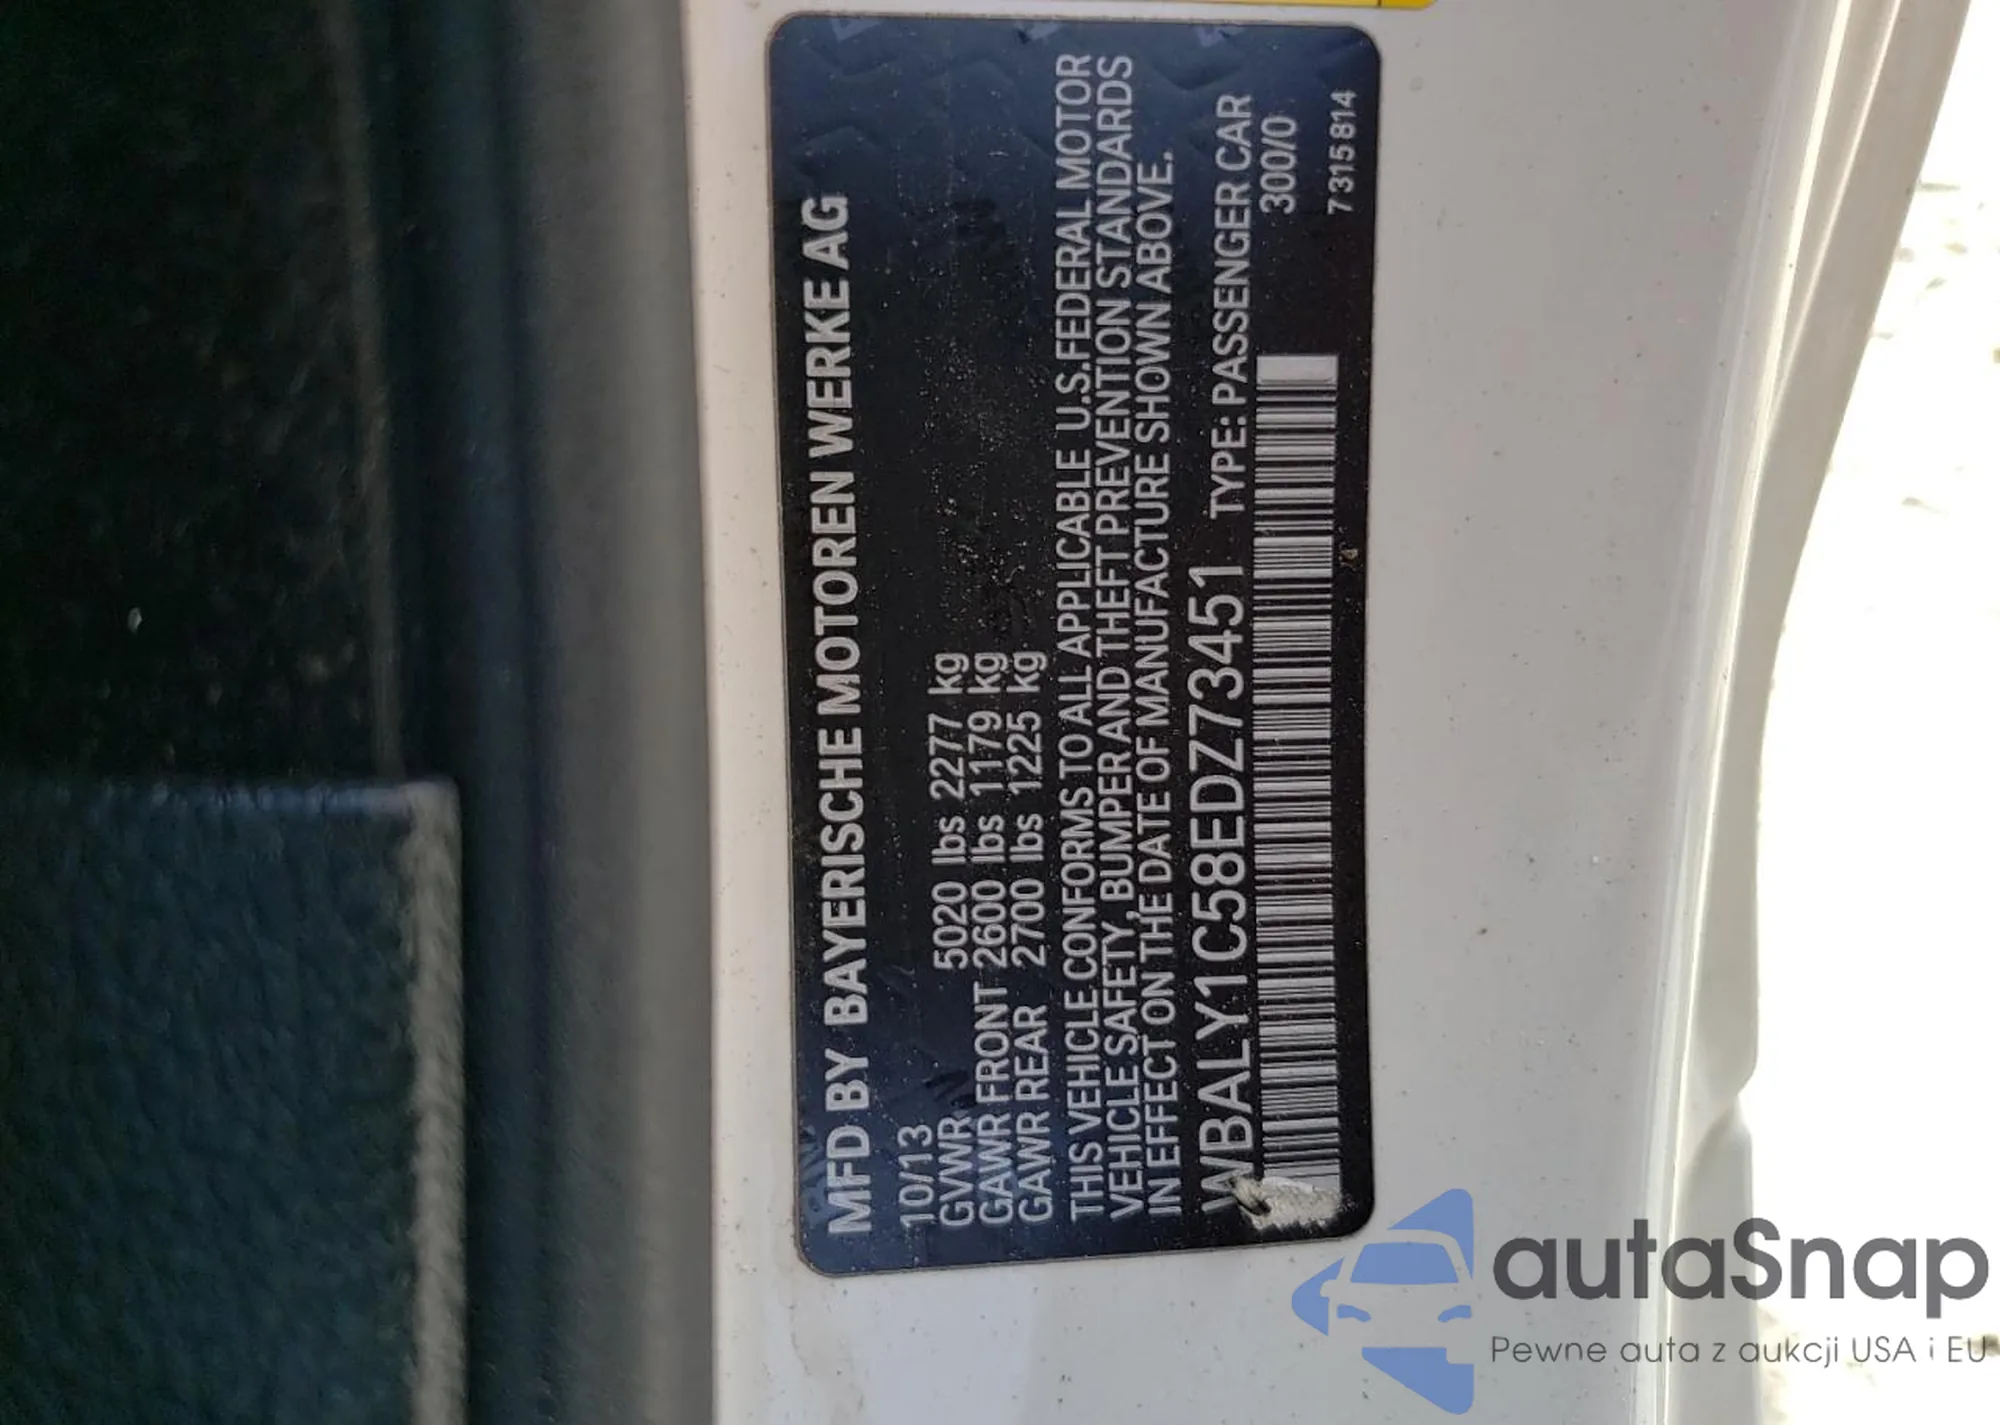 MFD BY BAYERISCHE MOTOREN WERKE AG
10/13
GVWR 5020 lbs 2277 kg
GAWR FRONT 2600 lbs 1179 kg
GAWR REAR 2700 lbs 1225 kg
THIS VEHICLE CONFORMS TO ALL APPLICABLE U.S.FEDERAL MOTOR
VEHICLE SAFETY, BUMPER AND THEFT PREVENTION STANDARDS
IN EFFECT ON THE DATE OF MANUFACTURE SHOWN ABOVE.
WBALY1C58EDZ73451 TYPE: PASSENGER CAR
300/0
7315814
autaSnap
Pewne auta z aukcji USA i EU